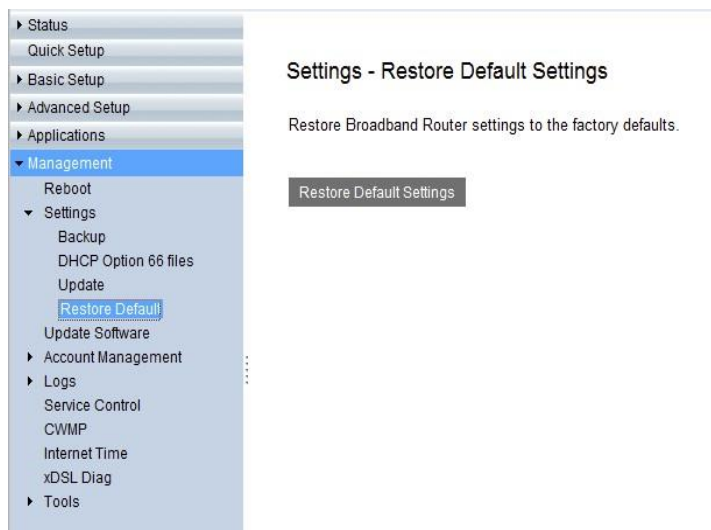 Status
Quick Setup
Basic Setup
Advanced Setup
Applications
Management
Reboot
Settings
Backup
DHCP Option 66 files
Update
Restore Default
Update Software
Account Management
Logs
Service Control
CWMP
Internet Time
xDSL Diag
Tools
Settings - Restore Default Settings
Restore Broadband Router settings to the factory defaults.
Restore Default Settings